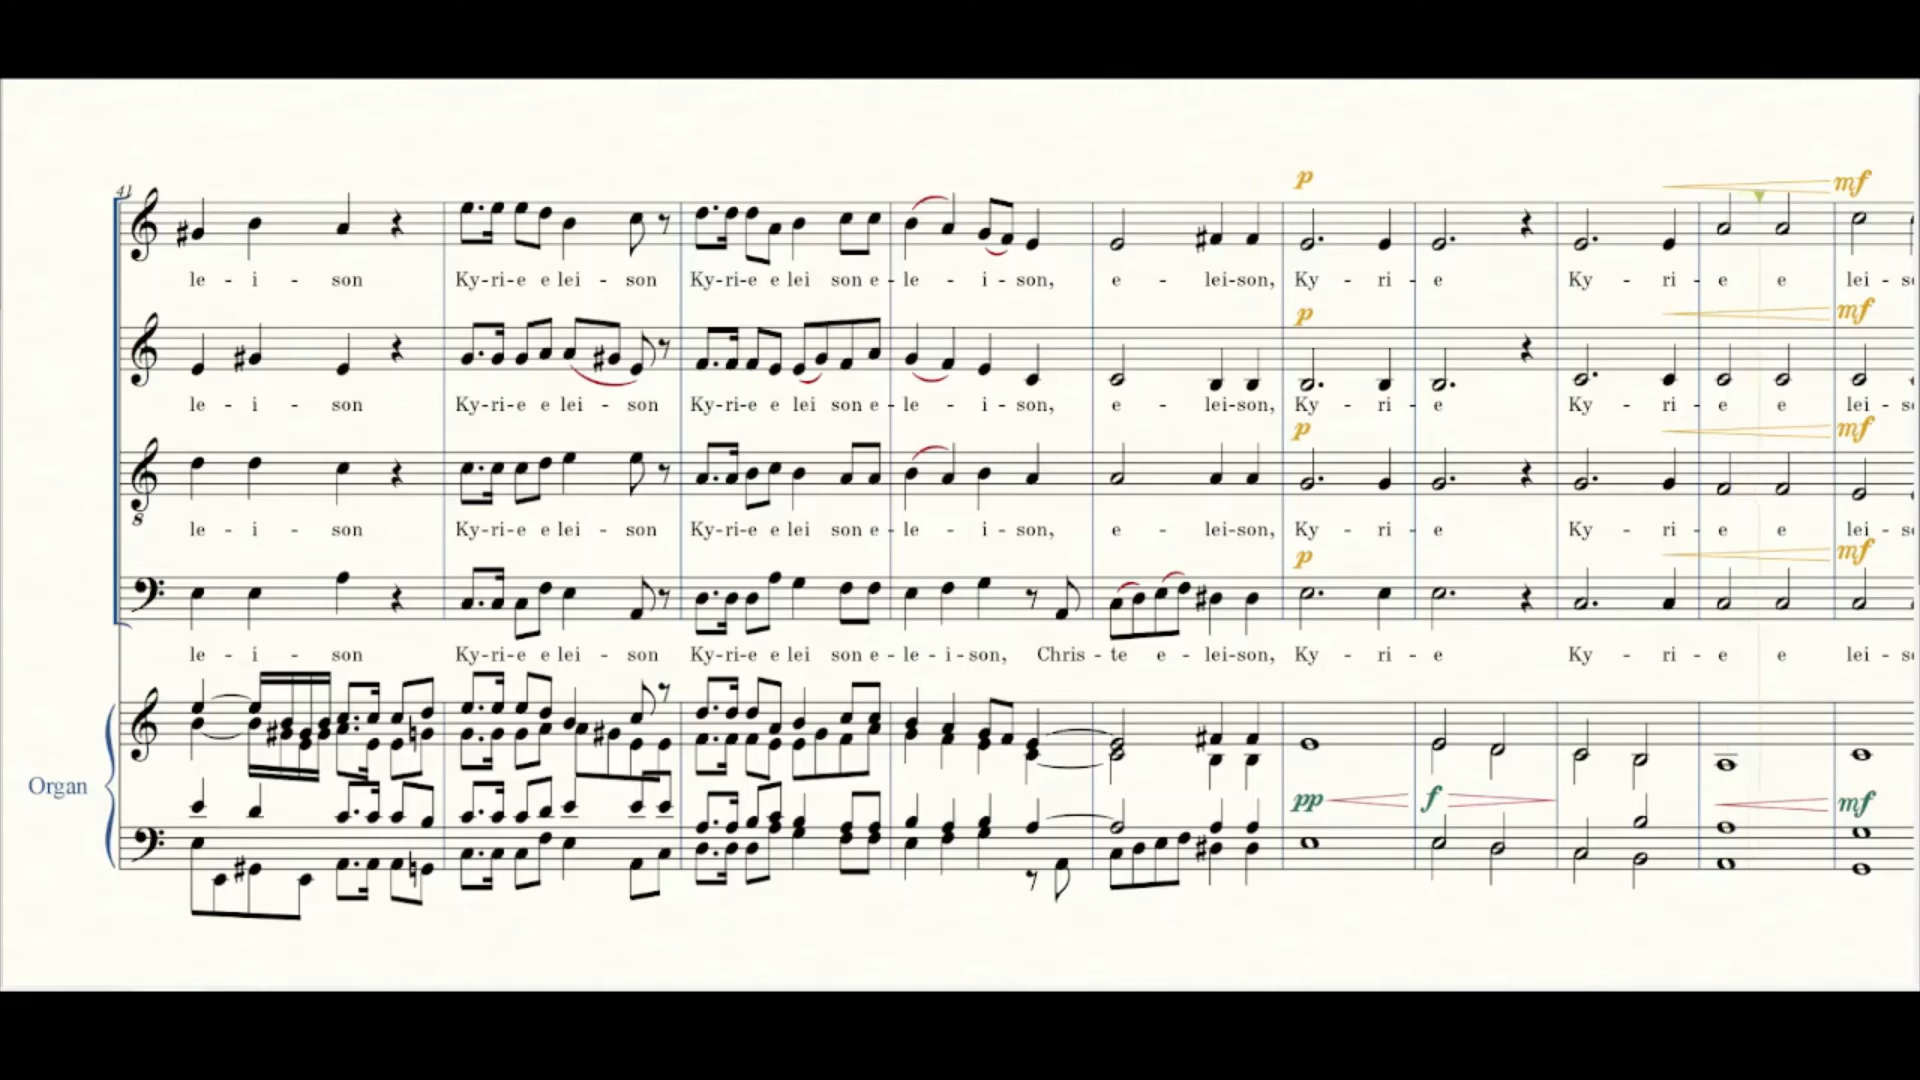 41
p mf
le - i - son Ky-ri-e e lei - son Ky-ri-e e lei son e - le - i - son, e - lei-son, Ky - ri - e Ky - ri - e e lei - s
p mf
le - i - son Ky-ri-e e lei - son Ky-ri-e e lei son e - le - i - son, e - lei-son, Ky - ri - e Ky - ri - e e lei - s
p mf
8
le - i - son Ky-ri-e e lei - son Ky-ri-e e lei son e - le - i - son, e - lei-son, Ky - ri - e Ky - ri - e e lei - s
p mf
le - i - son Ky-ri-e e lei - son Ky-ri-e e lei son e - le - i - son, Chris - te e - lei-son, Ky - ri - e Ky - ri - e e lei - s
Organ
pp f mf